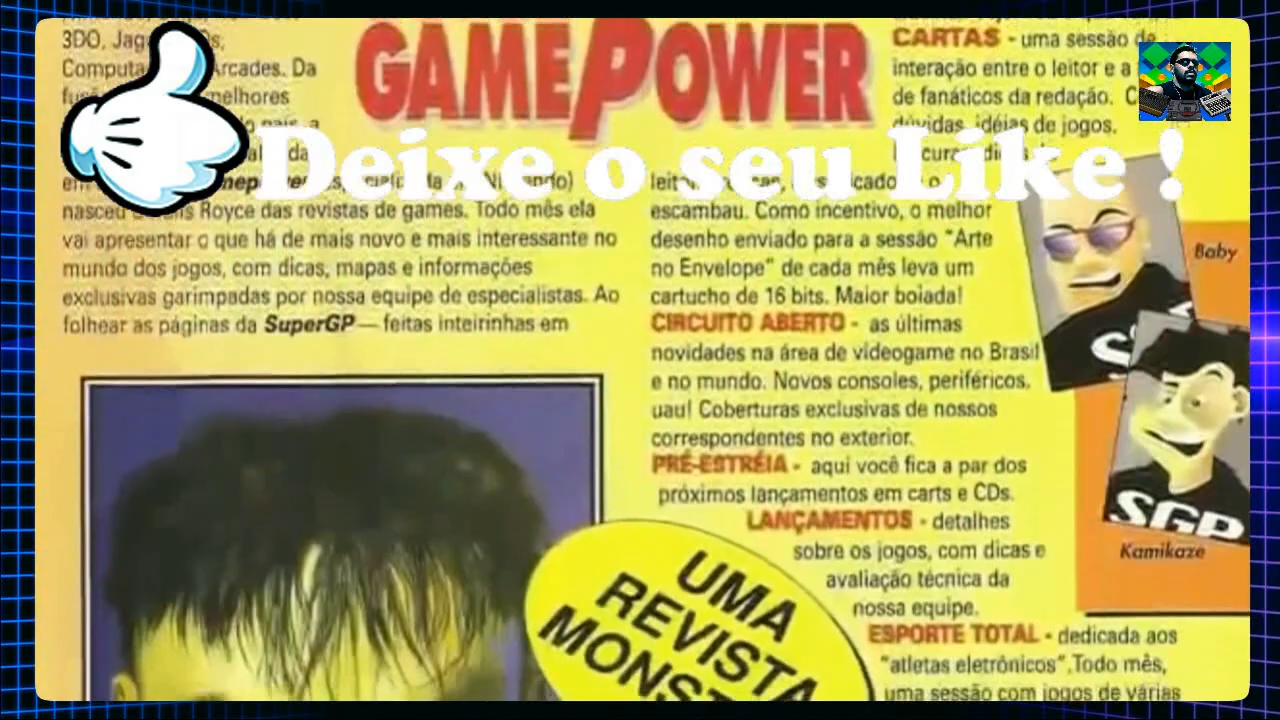 GAMEPOWER
Deixe o seu Like !
3DO,
Arcades. Da
melhores
nasceu Royce das revistas de games. Todo mês ela
vai apresentar o que há de mais novo e mais interessante no
mundo dos jogos, com dicas, mapas e informações
exclusivas garimpadas por nossa equipe de especialistas. Ao
folhear as páginas da SuperGP — feitas inteirinhas em
UMA
REVISTA
CARTAS - uma sessão de
interação entre o leitor e a
de fanáticos da redação.
dúvidas, idéias de jogos,
escambau. Como incentivo, o melhor
desenho enviado para a sessão "Arte
no Envelope" de cada mês leva um
cartucho de 16 bits. Maior boiada!
CIRCUITO ABERTO - as últimas
novidades na área de videogame no Brasil
e no mundo. Novos consoles, periféricos.
uau! Coberturas exclusivas de nossos
correspondentes no exterior.
PRÉ-ESTRÉIA - aqui você fica a par dos
próximos lançamentos em carts e CDs.
LANÇAMENTOS - detalhes
sobre os jogos, com dicas e
avaliação técnica da
nossa equipe.
ESPORTE TOTAL - dedicada aos
"atletas eletrônicos". Todo mês,
uma sessão com jogos de várias
Baby
SGP
Kamikaze